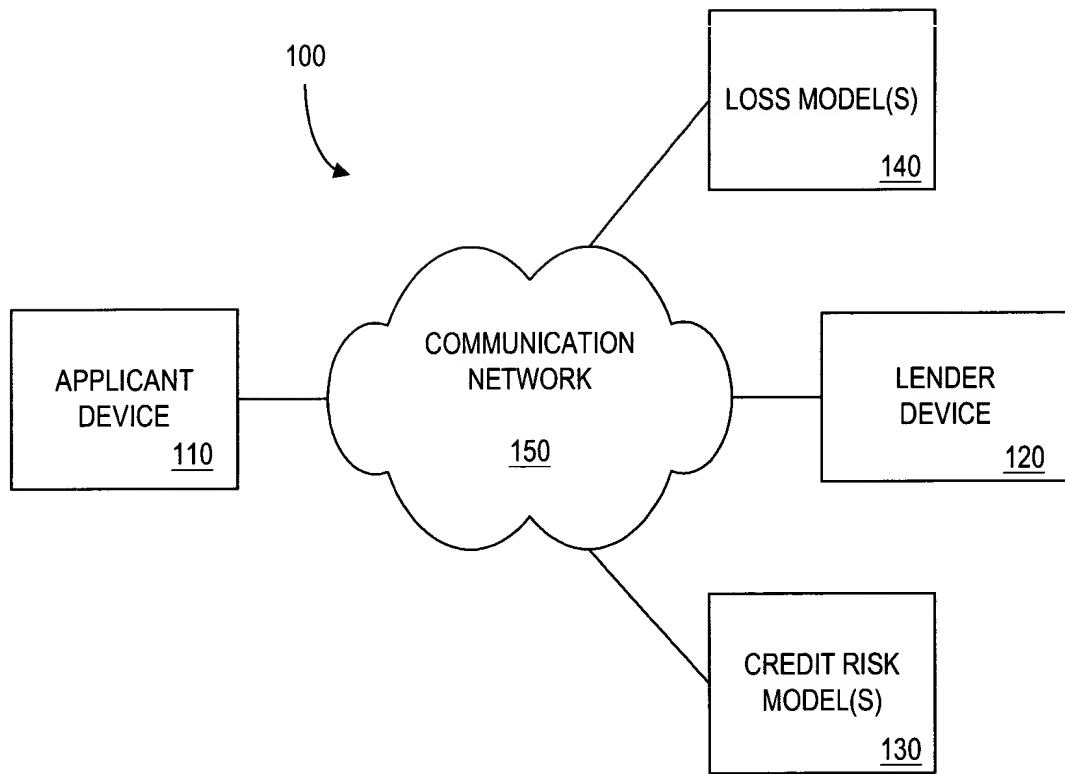 100
LOSS MODEL(S)
140
COMMUNICATION
NETWORK
150
APPLICANT
DEVICE
110
LENDER
DEVICE
120
CREDIT RISK
MODEL(S)
130